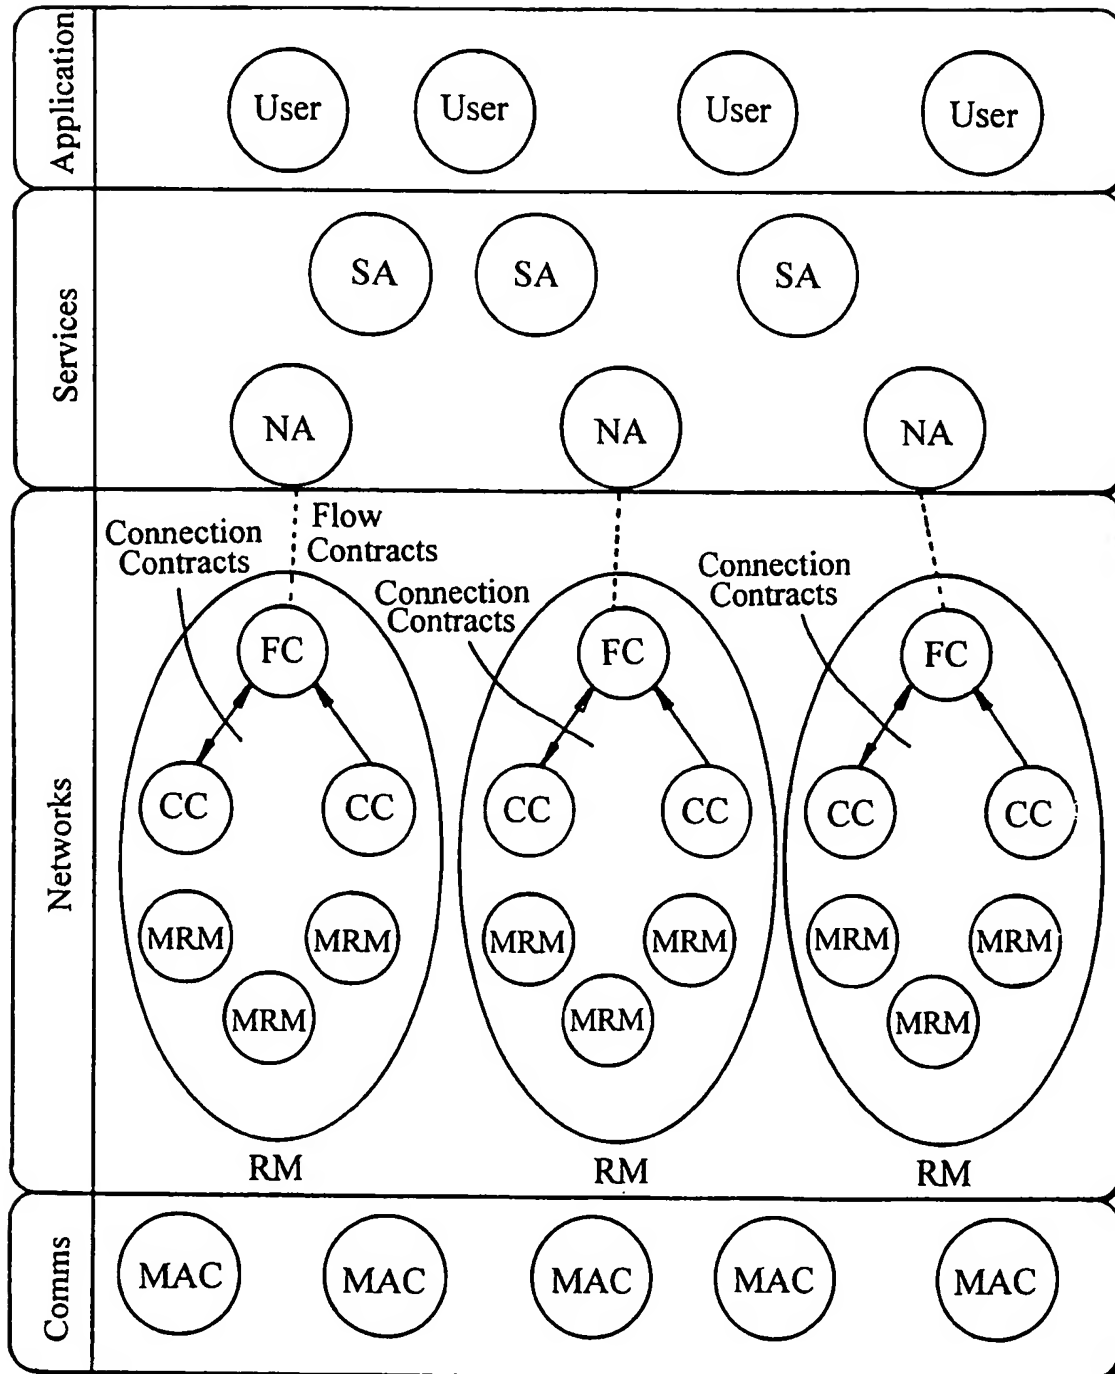 Application
User
User
User
User
Services
SA
SA
SA
NA
NA
NA
Networks
Connection
Contracts
Flow
Contracts
Connection
Contracts
Connection
Contracts
FC
FC
FC
CC
CC
CC
CC
CC
CC
MRM
MRM
MRM
MRM
MRM
MRM
MRM
MRM
MRM
RM
RM
RM
Comms
MAC
MAC
MAC
MAC
MAC